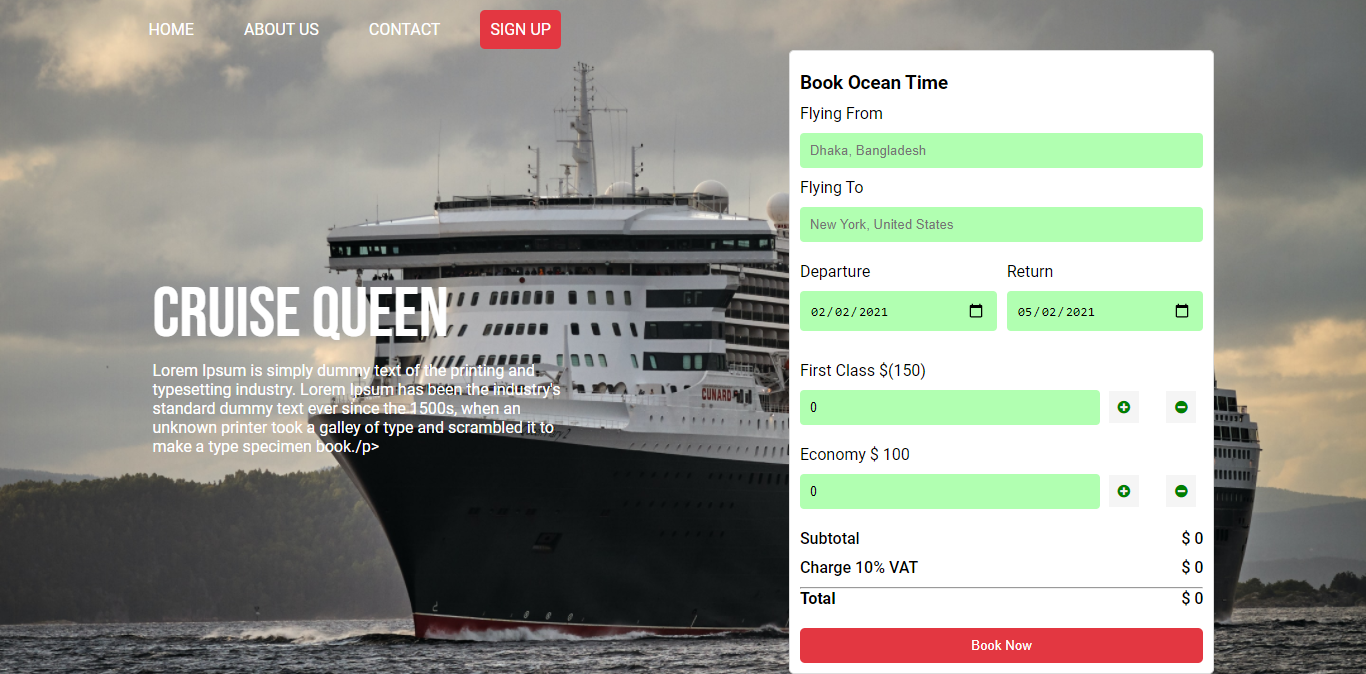 HOME ABOUT US CONTACT SIGN UP
CRUISE QUEEN
Lorem Ipsum is simply dummy text of the printing and
typesetting industry. Lorem Ipsum has been the industry's
standard dummy text ever since the 1500s, when an
unknown printer took a galley of type and scrambled it to
make a type specimen book./p>
CUNARD
Book Ocean Time
Flying From
Dhaka, Bangladesh
Flying To
New York, United States
Departure Return
02/02/2021 05/02/2021
First Class $(150)
0
Economy $ 100
0
Subtotal $ 0
Charge 10% VAT $ 0
Total $ 0
Book Now